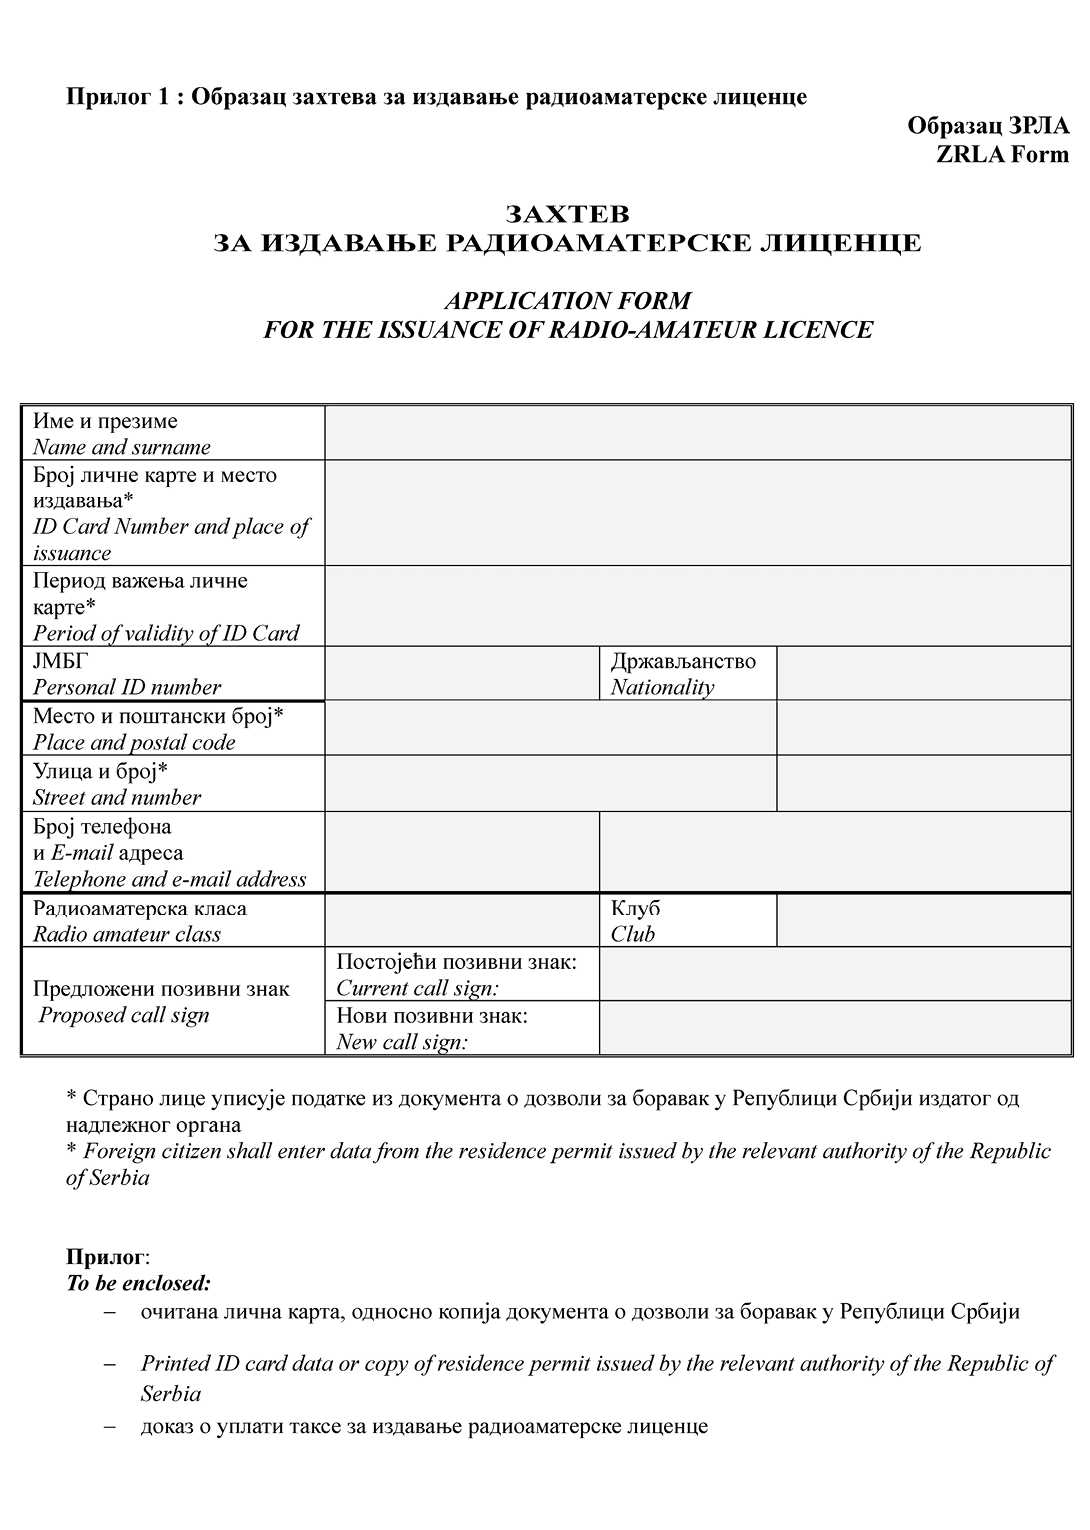 Прилог 1 : Образац захтева за издавање радиоаматерске лиценце
Образац ЗРЛА
ZRLA Form
ЗАХТЕВ
ЗА ИЗДАВАЊЕ РАДИОАМАТЕРСКЕ ЛИЦЕНЦЕ
APPLICATION FORM
FOR THE ISSUANCE OF RADIO-AMATEUR LICENCE
Име и презиме
Name and surname
Број личне карте и место
издавања*
ID Card Number and place of
issuance
Период важења личне
карте*
Period of validity of ID Card
ЈМБГ
Personal ID number
Држављанство
Nationality
Место и поштански број*
Place and postal code
Улица и број*
Street and number
Број телефона
и E-mail адреса
Telephone and e-mail address
Радиоаматерска класа
Radio amateur class
Клуб
Club
Предложени позивни знак
Proposed call sign
Постојећи позивни знак:
Current call sign:
Нови позивни знак:
New call sign:
* Страно лице уписује податке из документа о дозволи за боравак у Републици Србији издатог од
надлежног органа
* Foreign citizen shall enter data from the residence permit issued by the relevant authority of the Republic
of Serbia
Прилог:
To be enclosed:
– очитана лична карта, односно копија документа о дозволи за боравак у Републици Србији
– Printed ID card data or copy of residence permit issued by the relevant authority of the Republic of
Serbia
– доказ о уплати таксе за издавање радиоаматерске лиценце